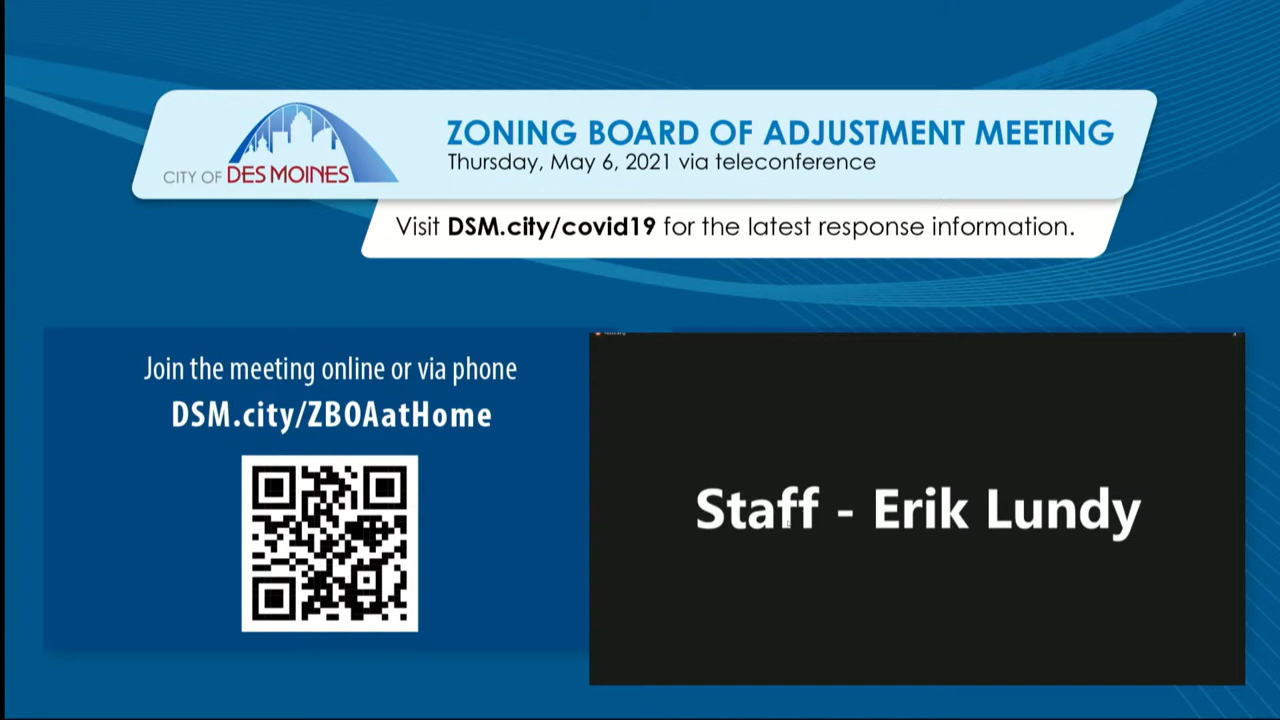 CITY OF DES MOINES
ZONING BOARD OF ADJUSTMENT MEETING
Thursday, May 6, 2021 via teleconference
Visit DSM.city/covid19 for the latest response information.
Join the meeting online or via phone
DSM.city/ZBOAatHome
Staff - Erik Lundy